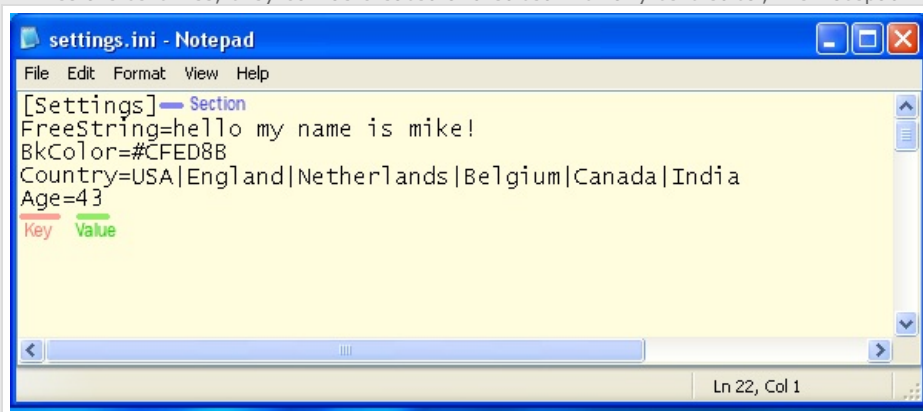 settings.ini - Notepad
File Edit Format View Help
[Settings] Section
FreeString=hello my name is mike!
BkColor=#CFED8B
Country=USA|England|Netherlands|Belgium|Canada|India
Age=43
Key Value
Ln 22, Col 1